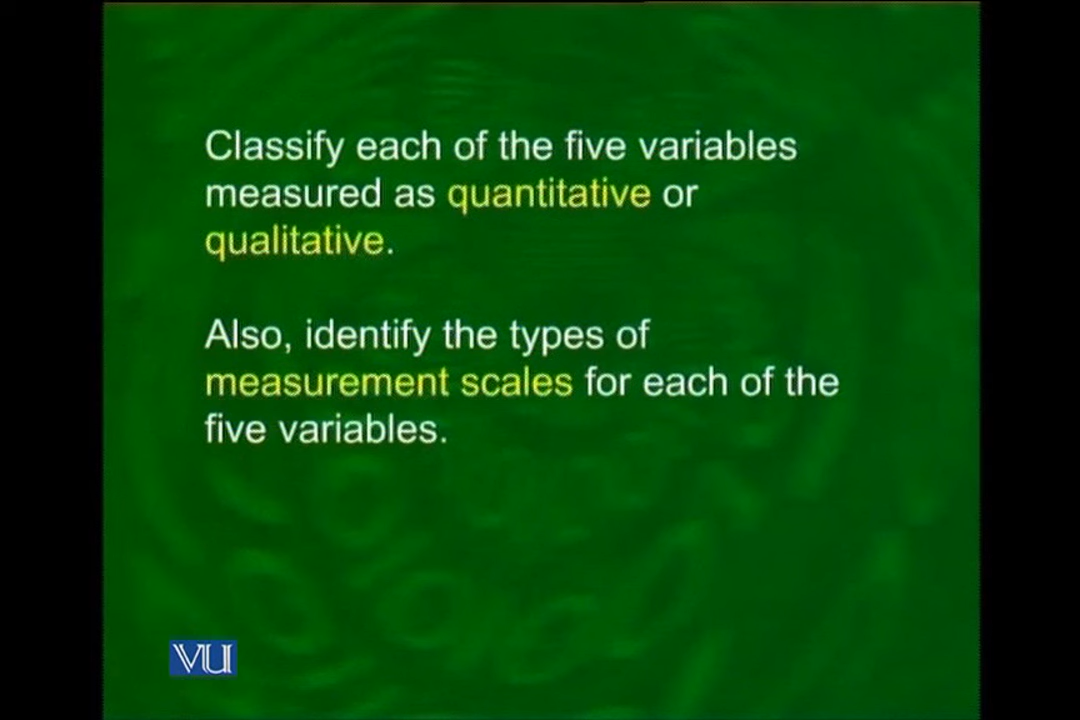 Classify each of the five variables
measured as quantitative or
qualitative.
Also, identify the types of
measurement scales for each of the
five variables.
VU